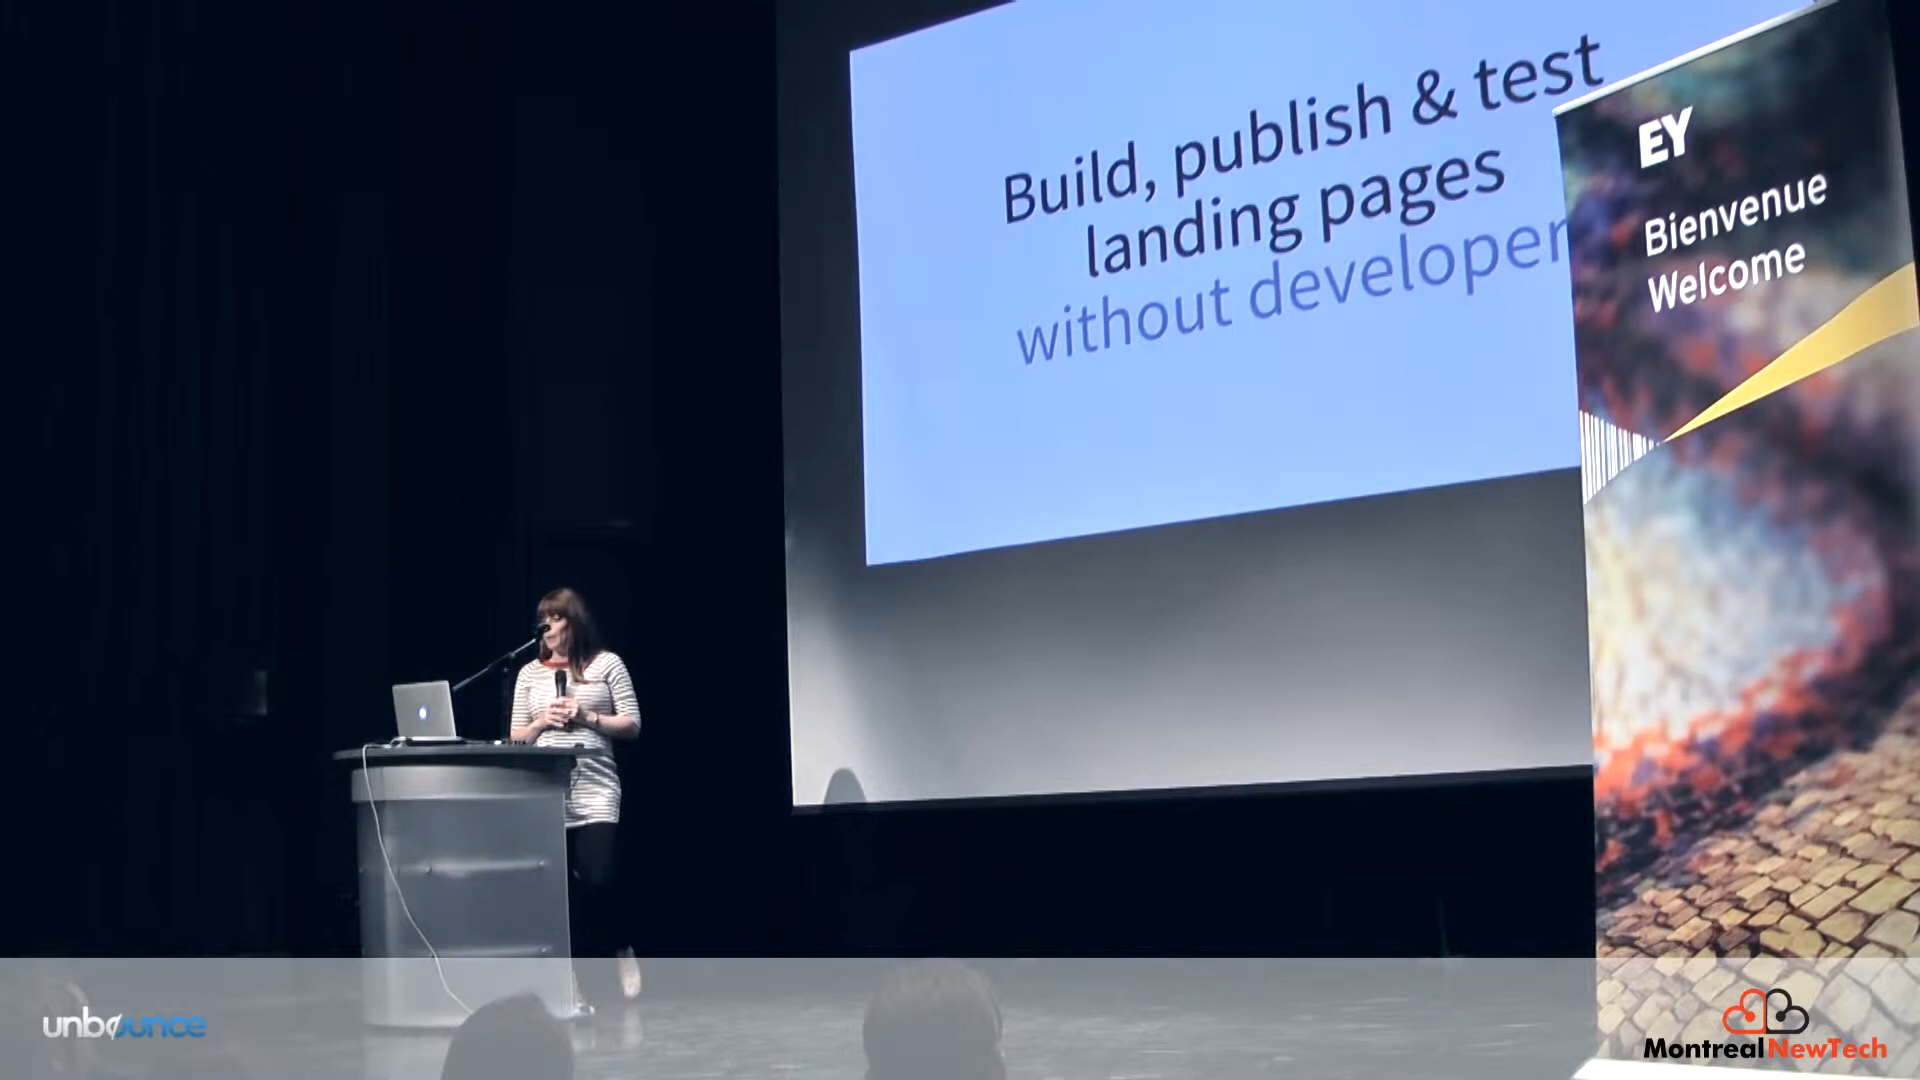 Build, publish & test
landing pages
without developer
EY
Bienvenue
Welcome
unbounce
MontrealNewTech